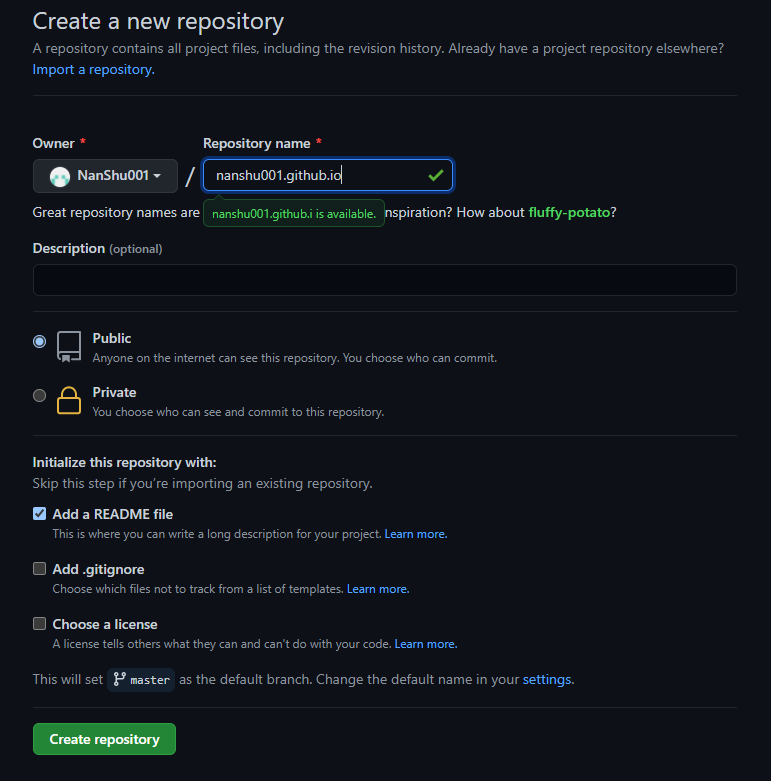 Create a new repository
A repository contains all project files, including the revision history. Already have a project repository elsewhere?
Import a repository.
Owner * Repository name *
NanShu001 / nanshu001.github.io
Great repository names are nspiration? How about fluffy-potato?
nanshu001.github.i is available.
Description (optional)
Public
Anyone on the internet can see this repository. You choose who can commit.
Private
You choose who can see and commit to this repository.
Initialize this repository with:
Skip this step if you're importing an existing repository.
Add a README file
This is where you can write a long description for your project. Learn more.
Add .gitignore
Choose which files not to track from a list of templates. Learn more.
Choose a license
A license tells others what they can and can't do with your code. Learn more.
This will set master as the default branch. Change the default name in your settings.
Create repository